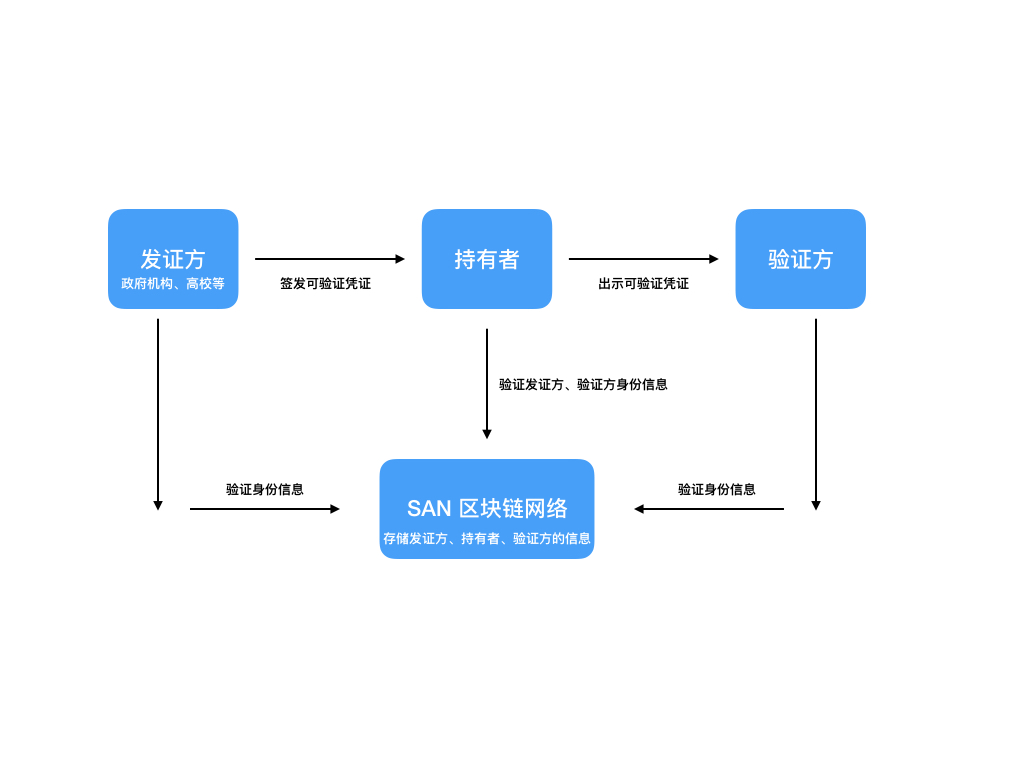 发证方
政府机构、高校等
签发可验证凭证
持有者
出示可验证凭证
验证方
验证发证方、验证方身份信息
验证身份信息
验证身份信息
SAN 区块链网络
存储发证方、持有者、验证方的信息